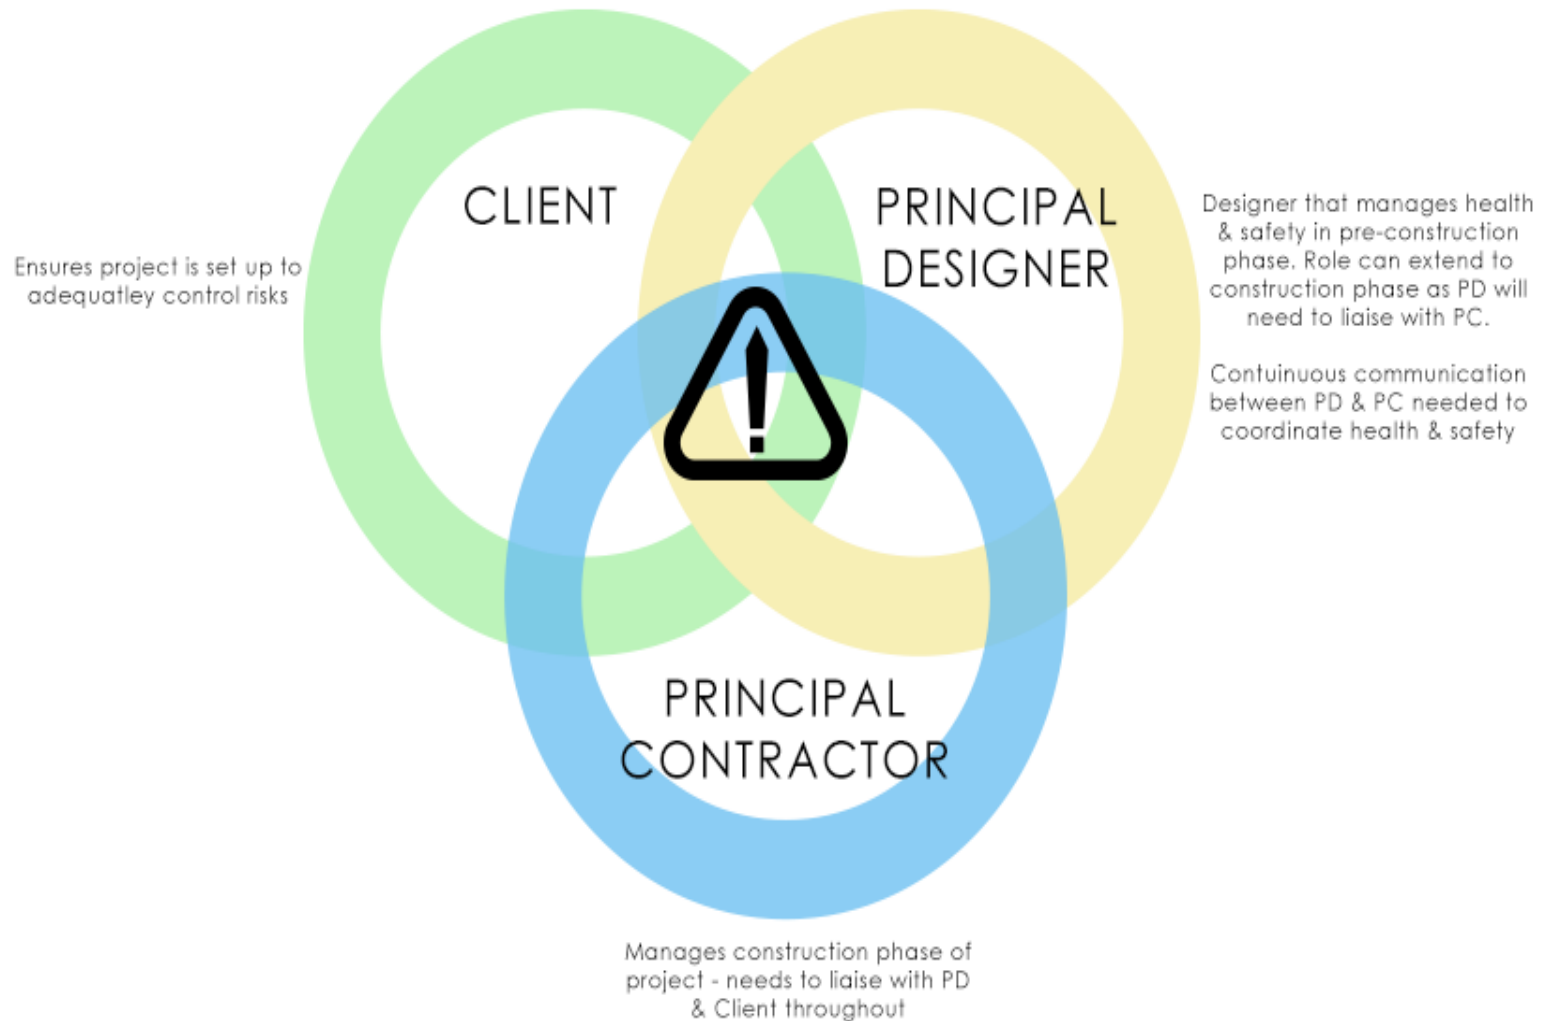 CLIENT
Ensures project is set up to
adequatley control risks
PRINCIPAL
DESIGNER
Designer that manages health
& safety in pre-construction
phase. Role can extend to
construction phase as PD will
need to liaise with PC.
Contuinuous communication
between PD & PC needed to
coordinate health & safety
!
PRINCIPAL
CONTRACTOR
Manages construction phase of
project - needs to liaise with PD
& Client throughout